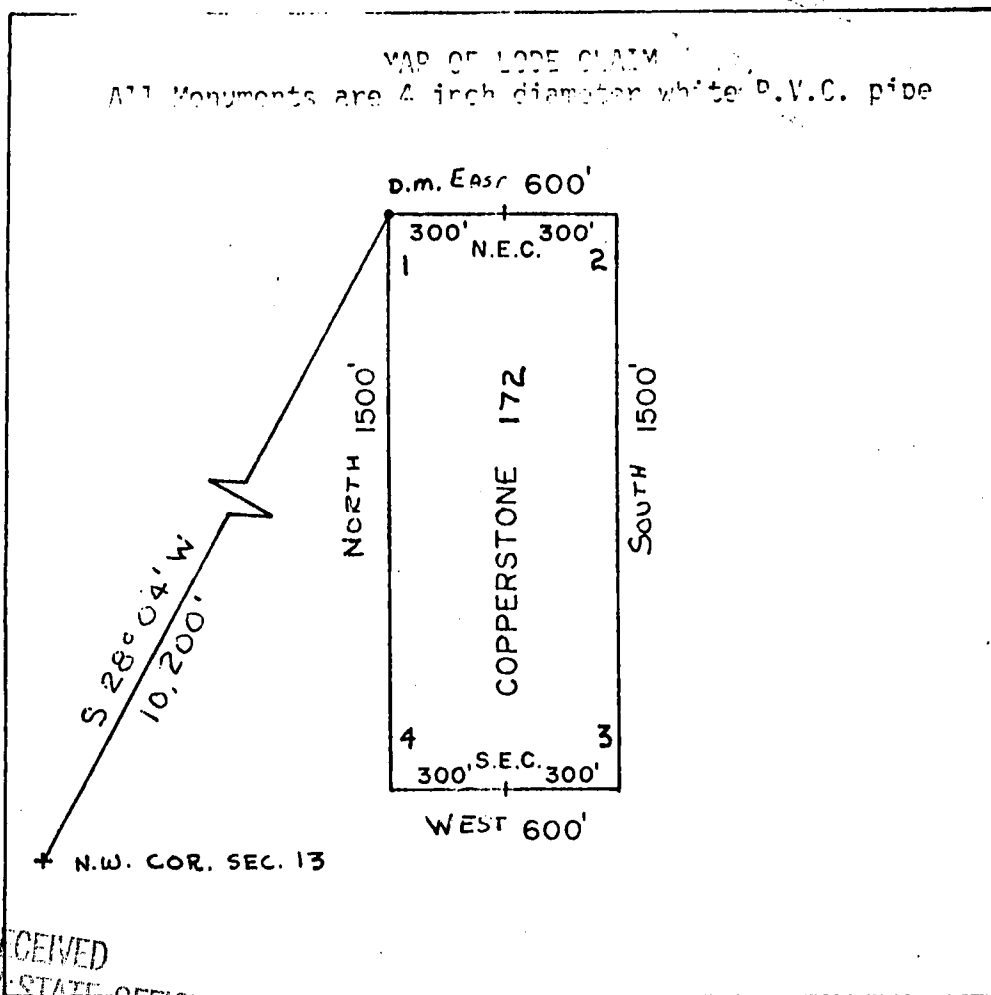 MAP OF LODE CLAIM
All Monuments are 4 inch diameter white P.V.C. pipe
D.M. EAST 600'
300' 300'
N.E.C.
1 2
NORTH 1500'
COPPERSTONE 172
SOUTH 1500'
S 28° 04' W
10,200'
4 3
S.E.C.
300' 300'
WEST 600'
N.W. COR. SEC. 13
ECEIVED
STATE OFFICE